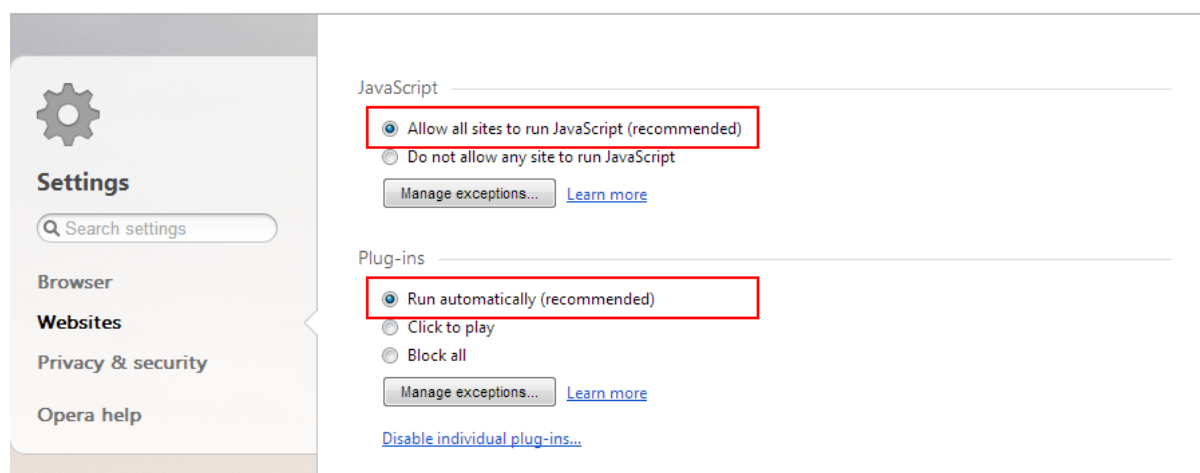 Settings
Search settings
Browser
Websites
Privacy & security
Opera help
JavaScript
Allow all sites to run JavaScript (recommended)
Do not allow any site to run JavaScript
Manage exceptions... Learn more
Plug-ins
Run automatically (recommended)
Click to play
Block all
Manage exceptions... Learn more
Disable individual plug-ins...